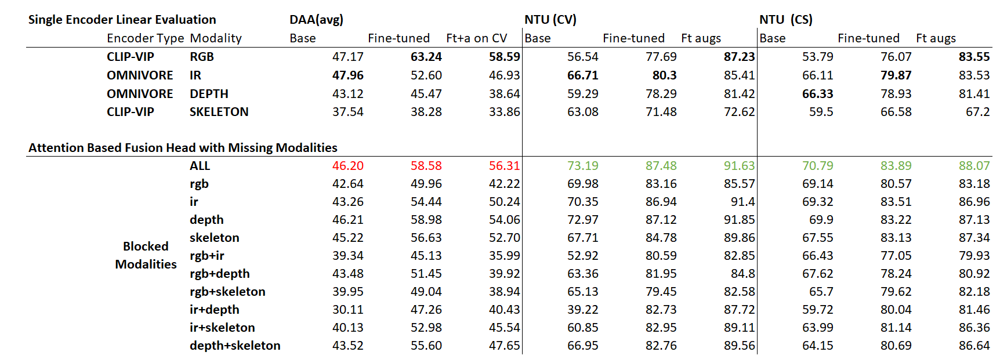 Single Encoder Linear Evaluation DAA(avg) NTU (CV) NTU (CS)
Encoder Type Modality Base Fine-tuned Ft+a on CV Base Fine-tuned Ft augs Base Fine-tuned Ft augs
CLIP-VIP RGB 47.17 63.24 58.59 56.54 77.69 87.23 53.79 76.07 83.55
OMNIVORE IR 47.96 52.60 46.93 66.71 80.3 85.41 66.11 79.87 83.53
OMNIVORE DEPTH 43.12 45.47 38.64 59.29 78.29 81.42 66.33 78.93 81.41
CLIP-VIP SKELETON 37.54 38.28 33.86 63.08 71.48 72.62 59.5 66.58 67.2
Attention Based Fusion Head with Missing Modalities
ALL 46.20 58.58 56.31 73.19 87.48 91.63 70.79 83.89 88.07
rgb 42.64 49.96 42.22 69.98 83.16 85.57 69.14 80.57 83.18
ir 43.26 54.44 50.24 70.35 86.94 91.4 69.32 83.51 86.96
depth 46.21 58.98 54.06 72.97 87.12 91.85 69.9 83.22 87.13
skeleton 45.22 56.63 52.70 67.71 84.78 89.86 67.55 83.13 87.34
Blocked
Modalities
rgb+ir 39.34 45.13 35.99 52.92 80.59 82.85 66.43 77.05 79.93
rgb+depth 43.48 51.45 39.92 63.36 81.95 84.8 67.62 78.24 80.92
rgb+skeleton 39.95 49.04 38.94 65.13 79.45 82.58 65.7 79.62 82.18
ir+depth 30.11 47.26 40.43 39.22 82.73 87.72 59.72 80.04 81.46
ir+skeleton 40.13 52.98 45.54 60.85 82.95 89.11 63.99 81.14 86.36
depth+skeleton 43.52 55.60 47.65 66.95 82.76 89.56 64.15 80.69 86.64